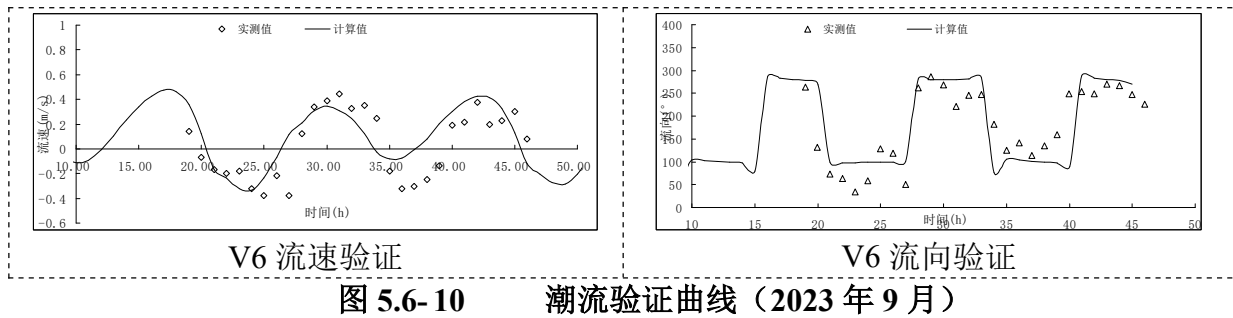 ◇ 实测值 —— 计算值
1
0.8
0.6
0.4
0.2
0
-0.2
-0.4
-0.6
流速(m/s)
10.00 15.00 20.00 25.00 30.00 35.00 40.00 45.00 50.00
时间(h)
V6 流速验证
△ 实测值 —— 计算值
400
350
300
250
200
150
100
50
0
流向(°)
10 15 20 25 30 35 40 45 50
时间(h)
V6 流向验证
图 5.6-10 潮流验证曲线（2023 年 9 月）